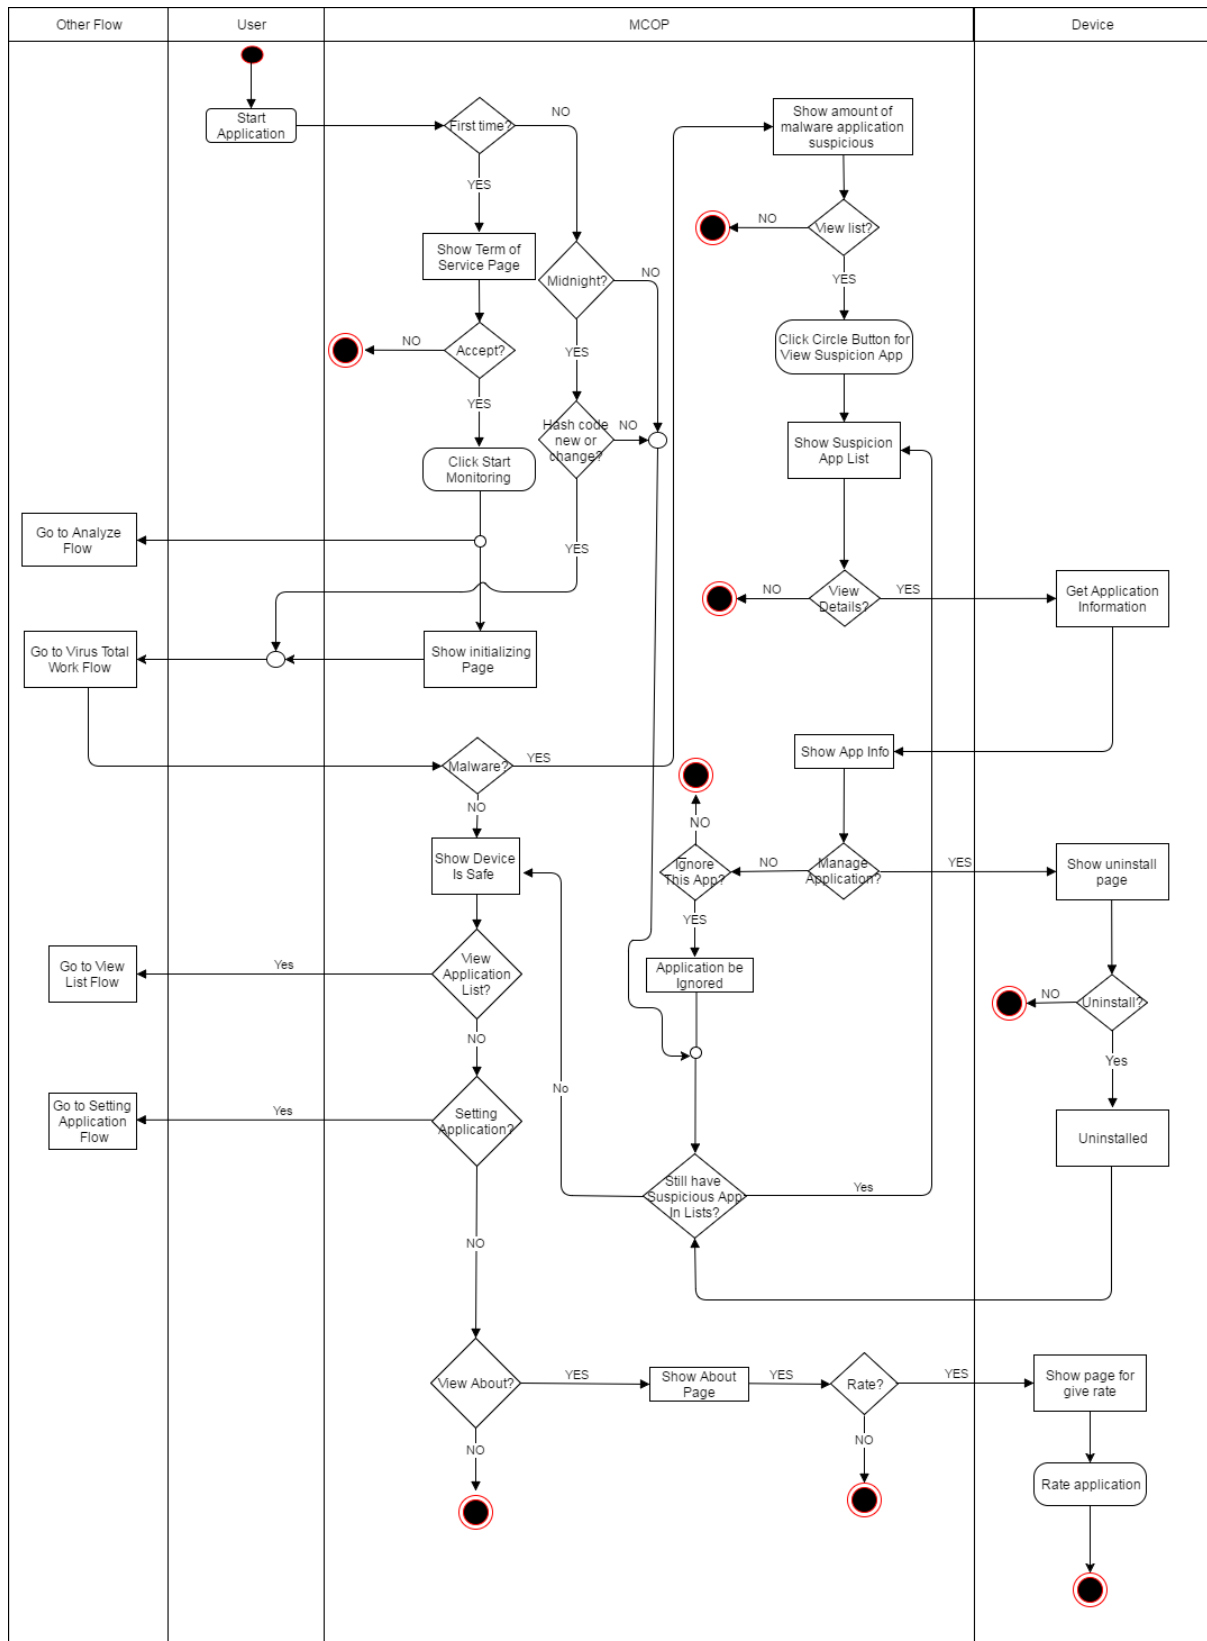 Other Flow
User
MCOP
Device
Start
Application
First time?
NO
Show amount of
malware application
suspicious
YES
NO
View list?
Show Term of
Service Page
Midnight?
NO
YES
NO
Accept?
YES
Click Circle Button for
View Suspicion App
YES
Hash code
new or
change?
NO
Show Suspicion
App List
Click Start
Monitoring
Go to Analyze
Flow
YES
NO
View
Details?
YES
Get Application
Information
Go to Virus Total
Work Flow
Show initializing
Page
Malware?
YES
Show App Info
NO
NO
Show Device
Is Safe
Ignore
This App?
NO
Manage
Application?
YES
Show uninstall
page
YES
Go to View
List Flow
Yes
View
Application
List?
Application be
Ignored
NO
Uninstall?
NO
Yes
No
Go to Setting
Application
Flow
Yes
Setting
Application?
Uninstalled
Still have
Suspicious App
In Lists?
Yes
NO
View About?
YES
Show About
Page
YES
Rate?
YES
Show page for
give rate
NO
NO
Rate application